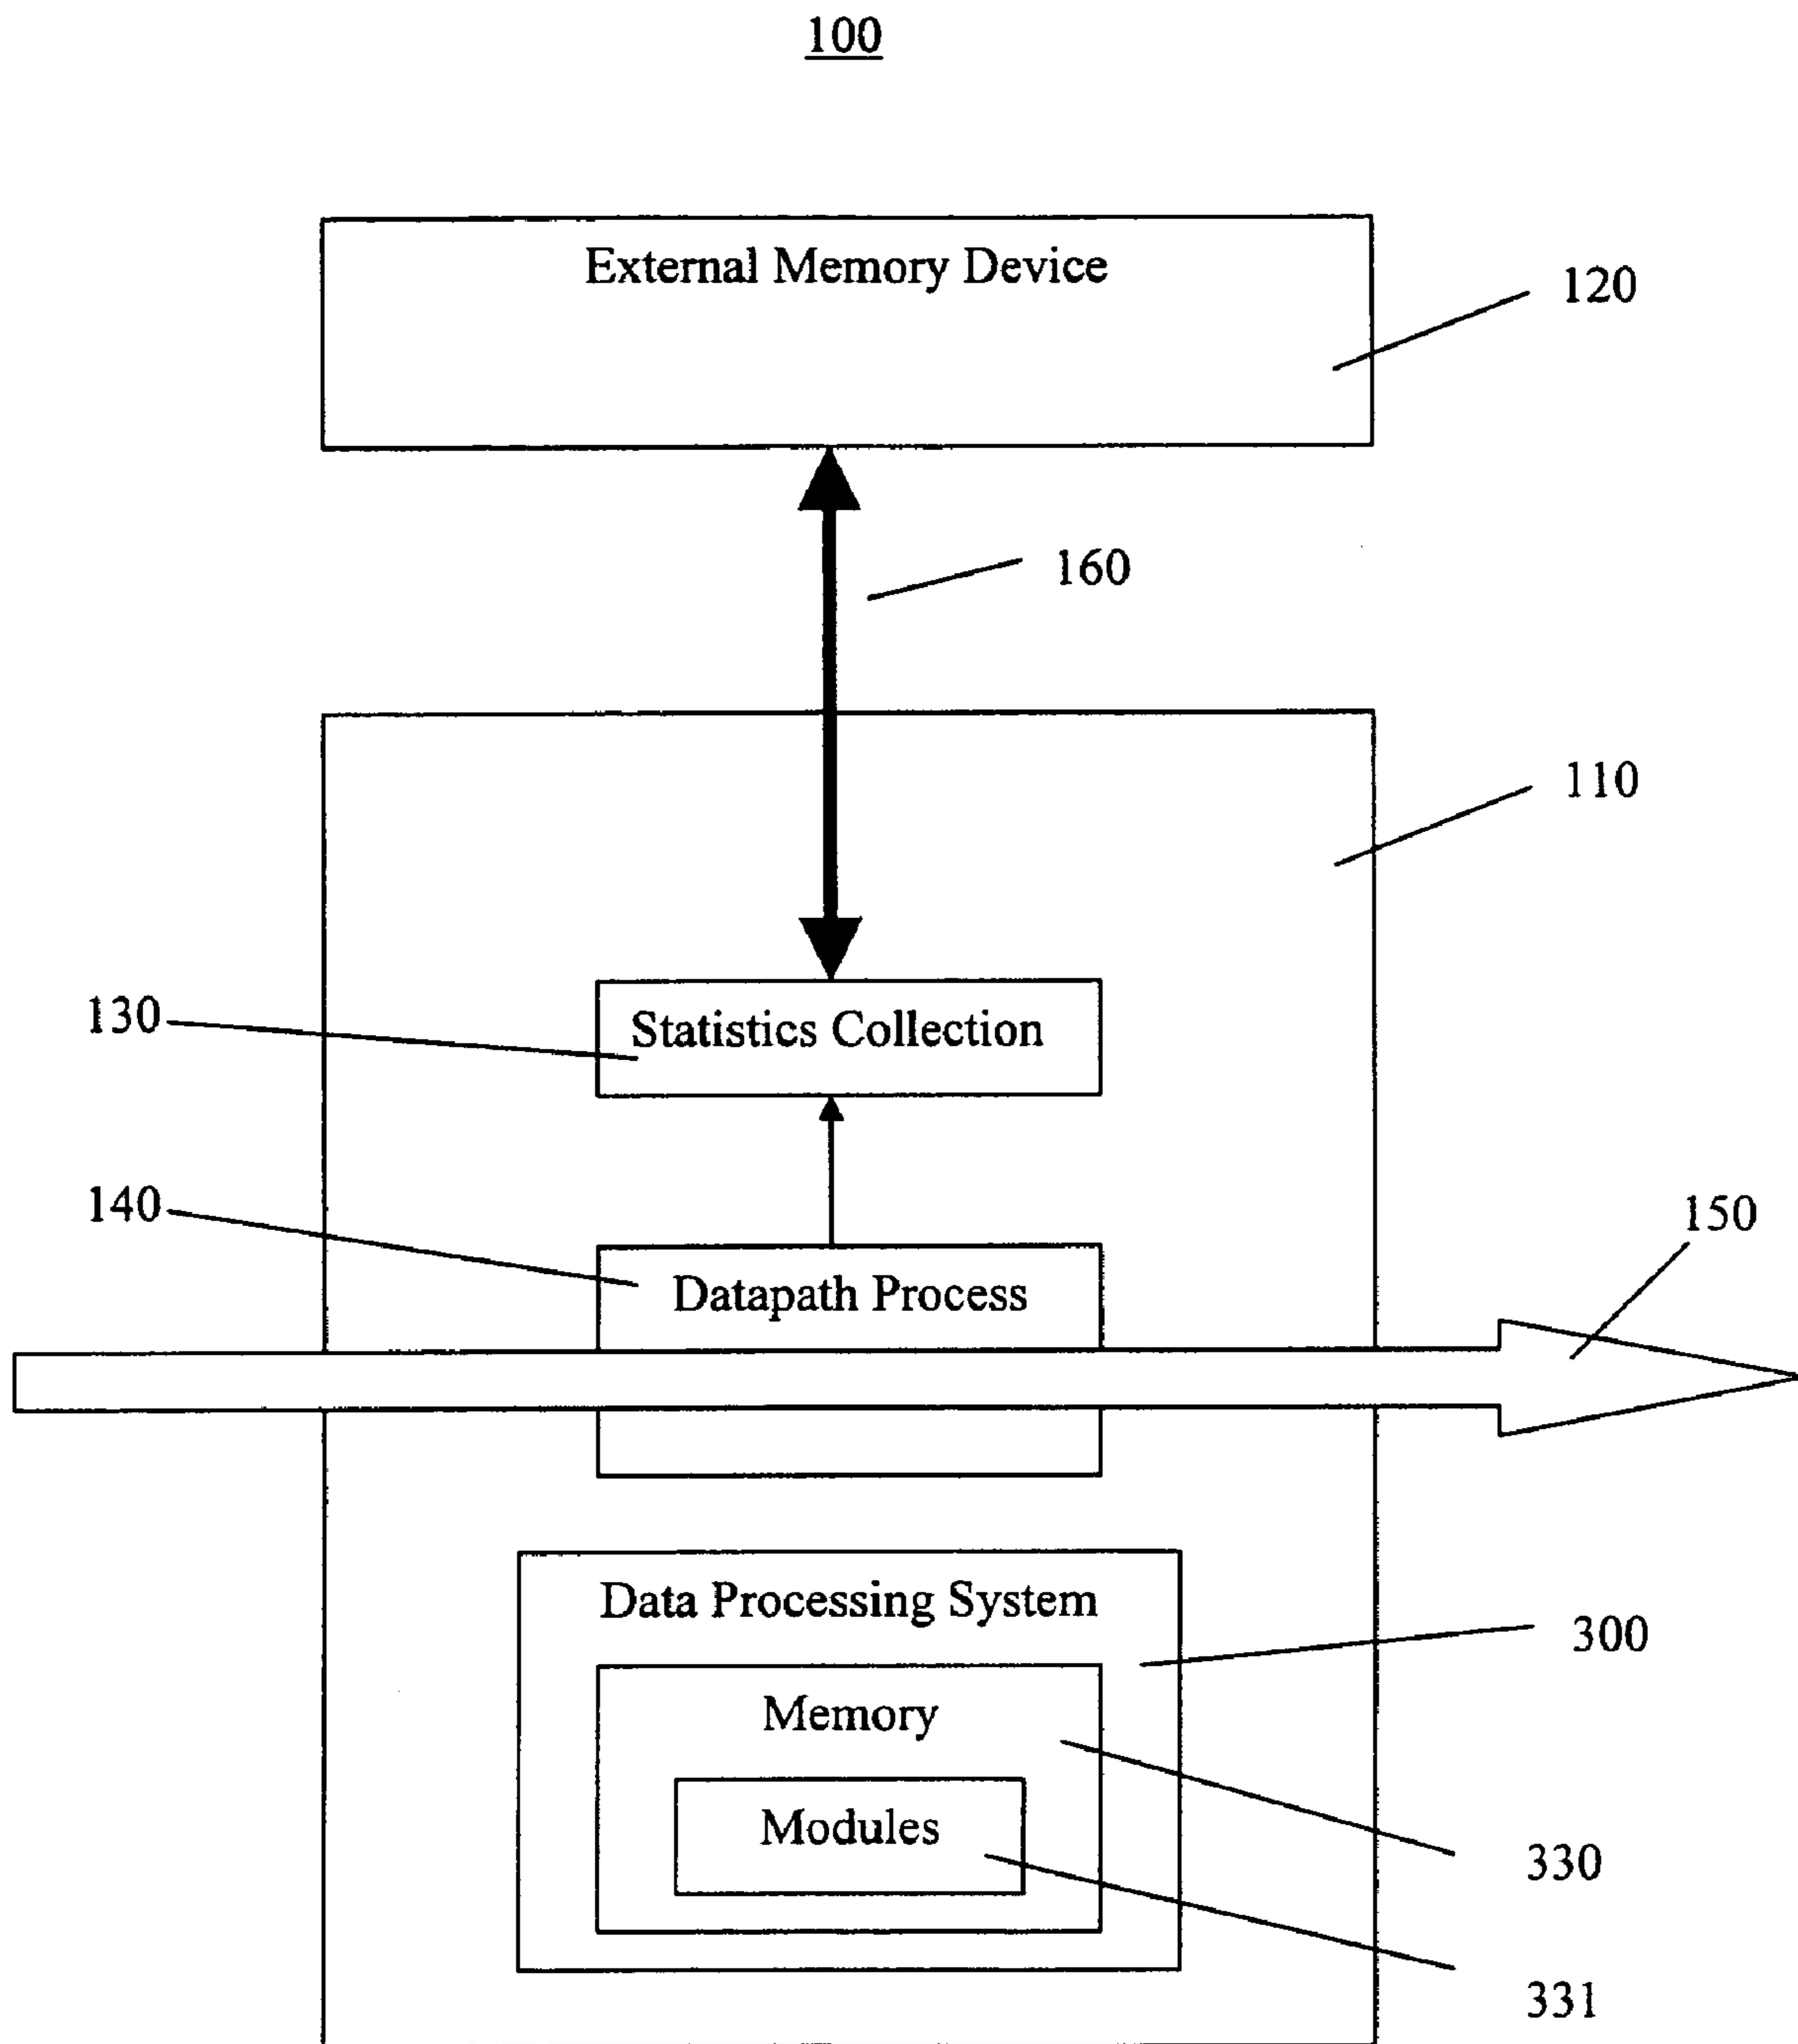 100
External Memory Device
120
160
110
130
Statistics Collection
140
150
Datapath Process
Data Processing System
300
Memory
Modules
330
331